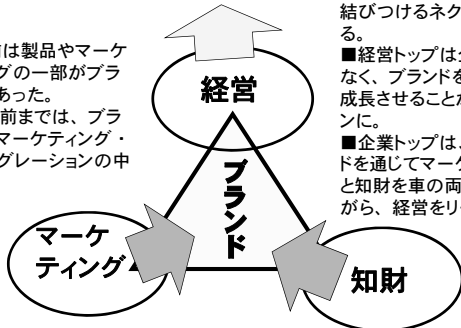 は製品やマーケ
グの一部がブラ
あった。
前までは、ブラ
マーケティング・
グレーションの中
結びつけるネク
る。
■経営トップは
なく、ブランドを
成長させることが
ンに。
■企業トップは、
ドを通じてマーケ
と知財を車の両
がら、経営をリ
経営
ブランド
マーケ
ティング
知財